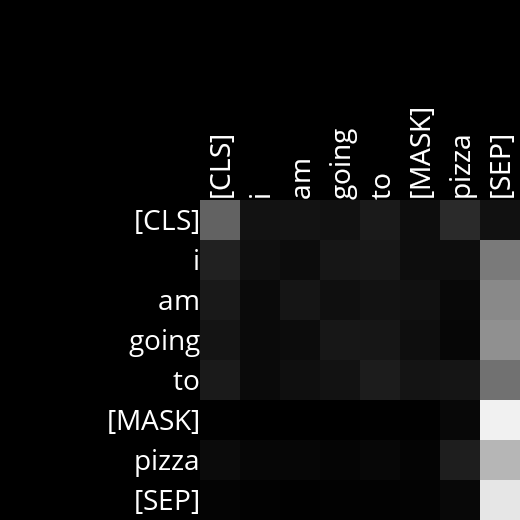 [CLS] i am going to [MASK] pizza [SEP]
[CLS]
i
am
going
to
[MASK]
pizza
[SEP]